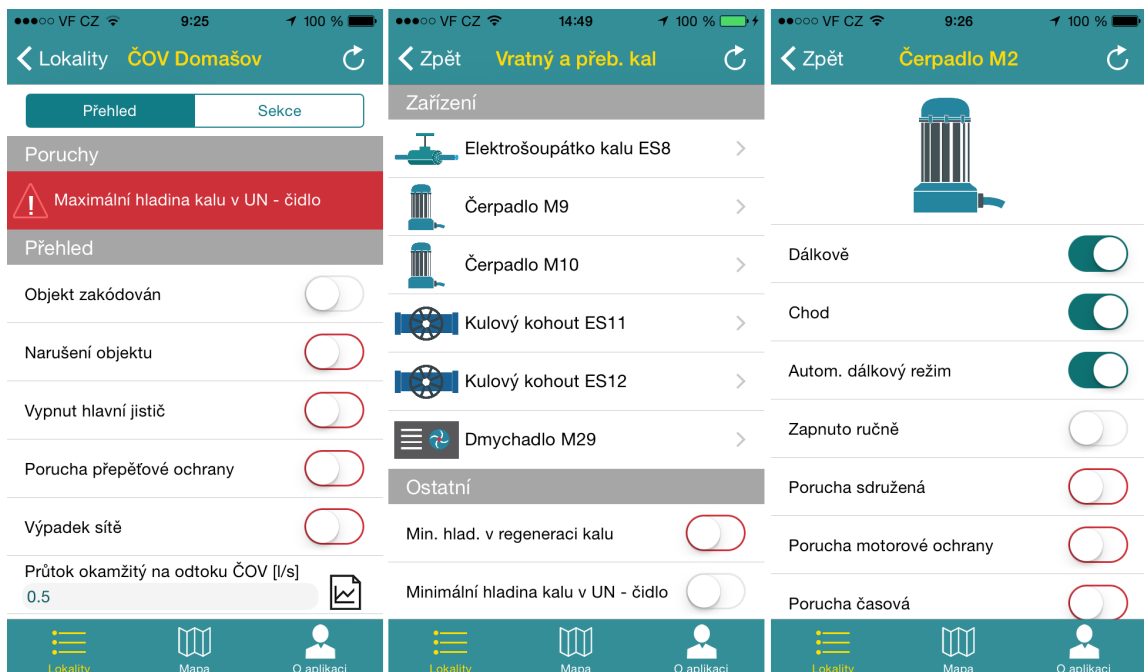 VF CZ 9:25 100 %
Lokality ČOV Domašov
Přehled Sekce
Poruchy
Maximální hladina kalu v UN - čidlo
Přehled
Objekt zakódován
Narušení objektu
Vypnut hlavní jistič
Porucha přepěťové ochrany
Výpadek sítě
Průtok okamžitý na odtoku ČOV [l/s]
0.5
Lokality Mapa O aplikaci
VF CZ 14:49 100 %
Zpět Vratný a přeb. kal
Zařízení
Elektrošoupátko kalu ES8
Čerpadlo M9
Čerpadlo M10
Kulový kohout ES11
Kulový kohout ES12
Dmychadlo M29
Ostatní
Min. hlad. v regeneraci kalu
Minimální hladina kalu v UN - čidlo
Lokality Mapa O aplikaci
VF CZ 9:26 100 %
Zpět Čerpadlo M2
Dálkově
Chod
Autom. dálkový režim
Zapnuto ručně
Porucha sdružená
Porucha motorové ochrany
Porucha časová
Lokality Mapa O aplikaci